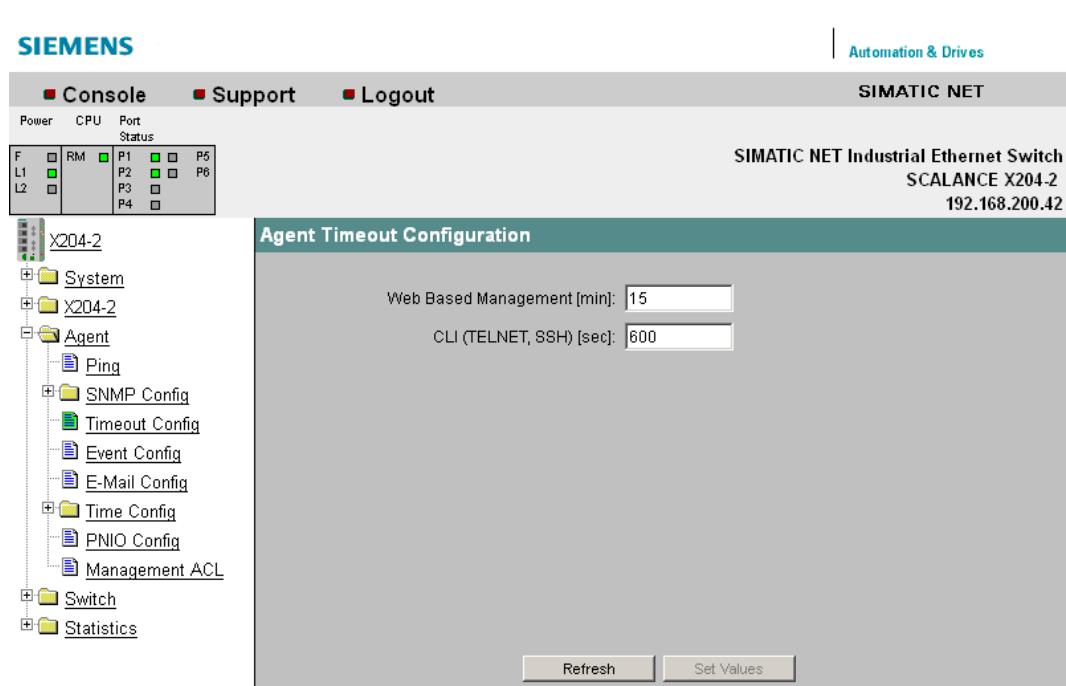 SIEMENS
Automation & Drives
Console Support Logout SIMATIC NET
Power CPU Port Status
F RM P1 P5
L1 P2 P6
L2 P3
P4
SIMATIC NET Industrial Ethernet Switch
SCALANCE X204-2
192.168.200.42
X204-2
System
X204-2
Agent
Ping
SNMP Config
Timeout Config
Event Config
E-Mail Config
Time Config
PNIO Config
Management ACL
Switch
Statistics
Agent Timeout Configuration
Web Based Management [min]: 15
CLI (TELNET, SSH) [sec]: 600
Refresh Set Values